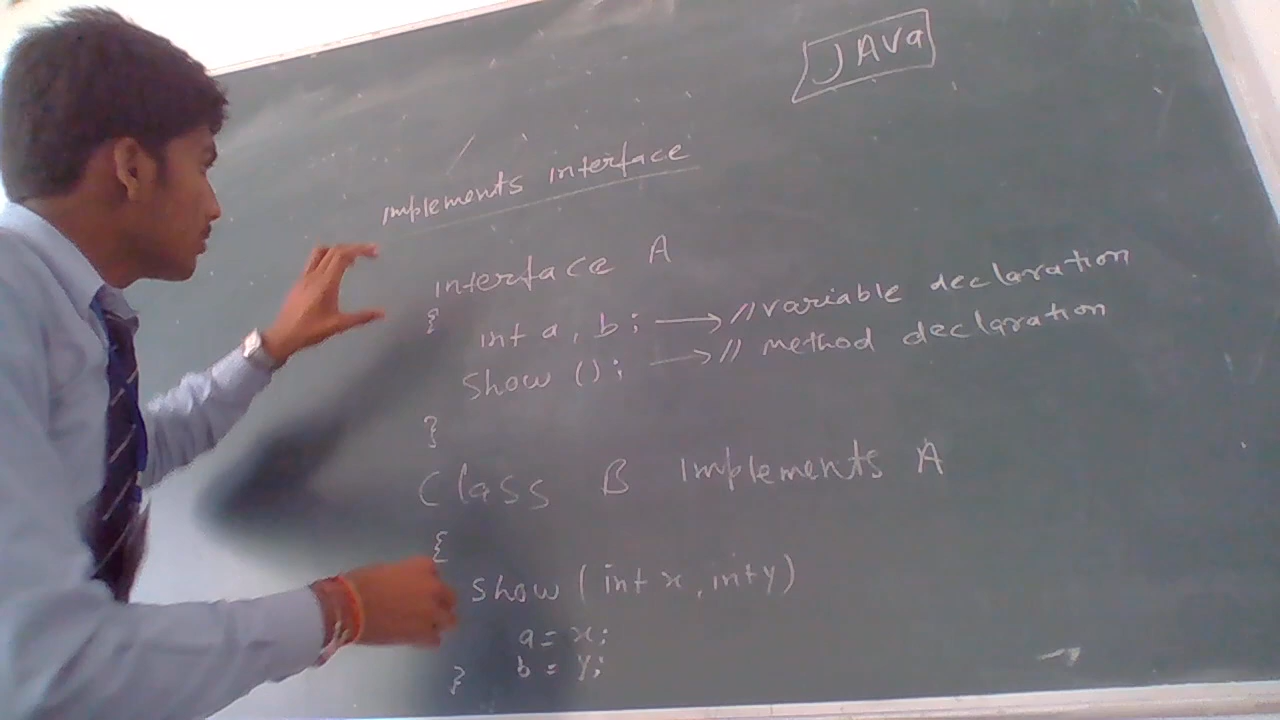 JAVa
implements interface
interface A
{
int a, b; → //variable declaration
Show (); → // method declaration
}
Class B implements A
{
Show (int x, int y)
a = x;
b = y;
}